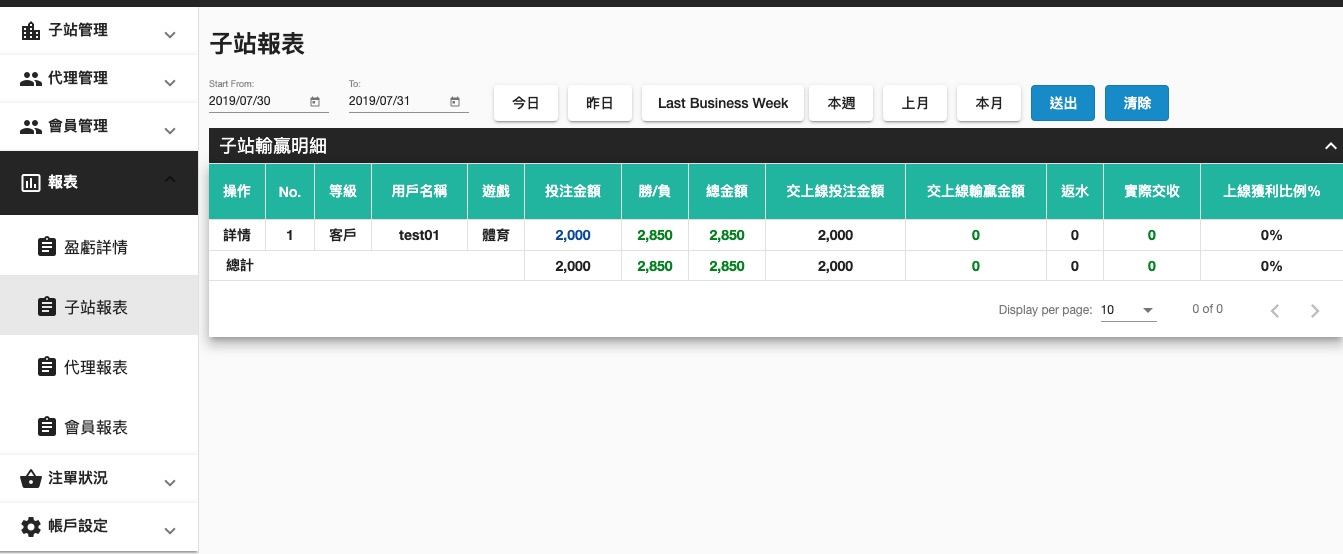 子站管理
代理管理
會員管理
報表
盈虧詳情
子站報表
代理報表
會員報表
注單狀況
帳戶設定
子站報表
Start From: To:
2019/07/30 2019/07/31 今日 昨日 Last Business Week 本週 上月 本月 送出 清除
子站輸贏明細
操作 No. 等級 用戶名稱 遊戲 投注金額 勝/負 總金額 交上線投注金額 交上線輸贏金額 返水 實際交收 上線獲利比例%
詳情 1 客戶 test01 體育 2,000 2,850 2,850 2,000 0 0 0 0%
總計 2,000 2,850 2,850 2,000 0 0 0 0%
Display per page: 10 0 of 0